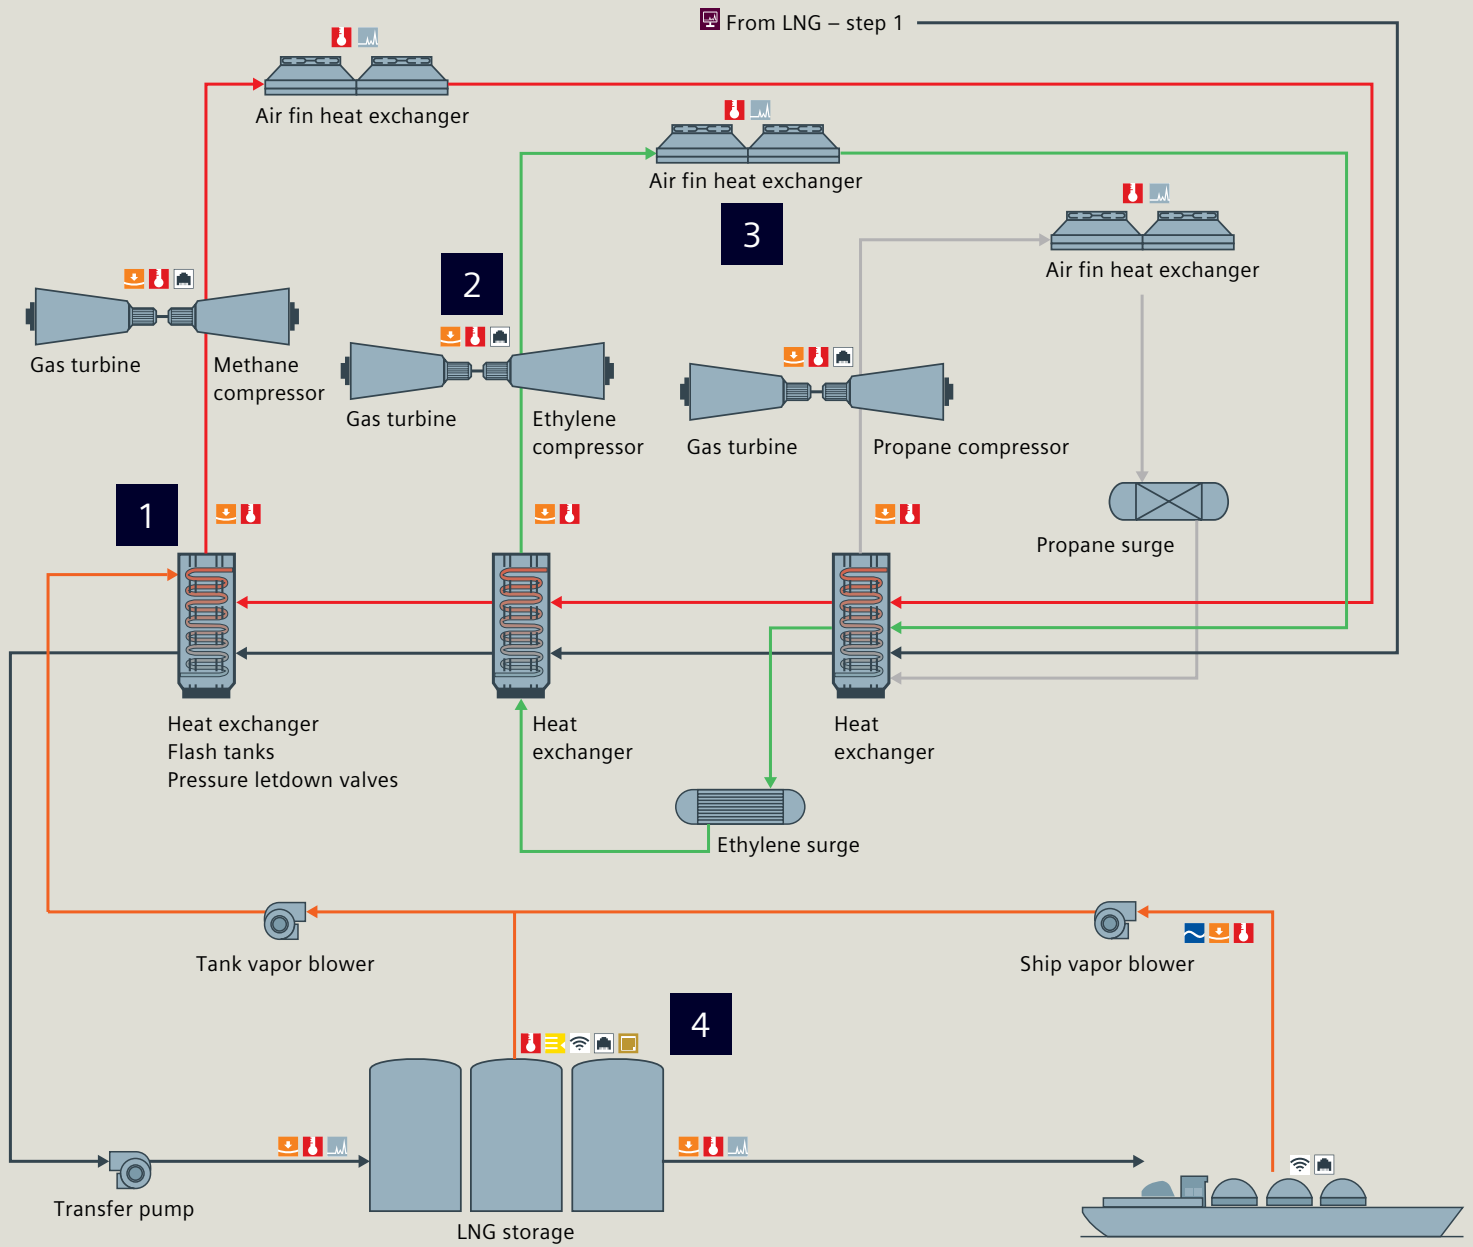 From LNG – step 1
Air fin heat exchanger
Air fin heat exchanger
3
Air fin heat exchanger
2
Gas turbine
Methane
compressor
Gas turbine
Ethylene
compressor
Gas turbine
Propane compressor
1
Propane surge
Heat exchanger
Flash tanks
Pressure letdown valves
Heat
exchanger
Heat
exchanger
Ethylene surge
Tank vapor blower
Ship vapor blower
4
Transfer pump
LNG storage